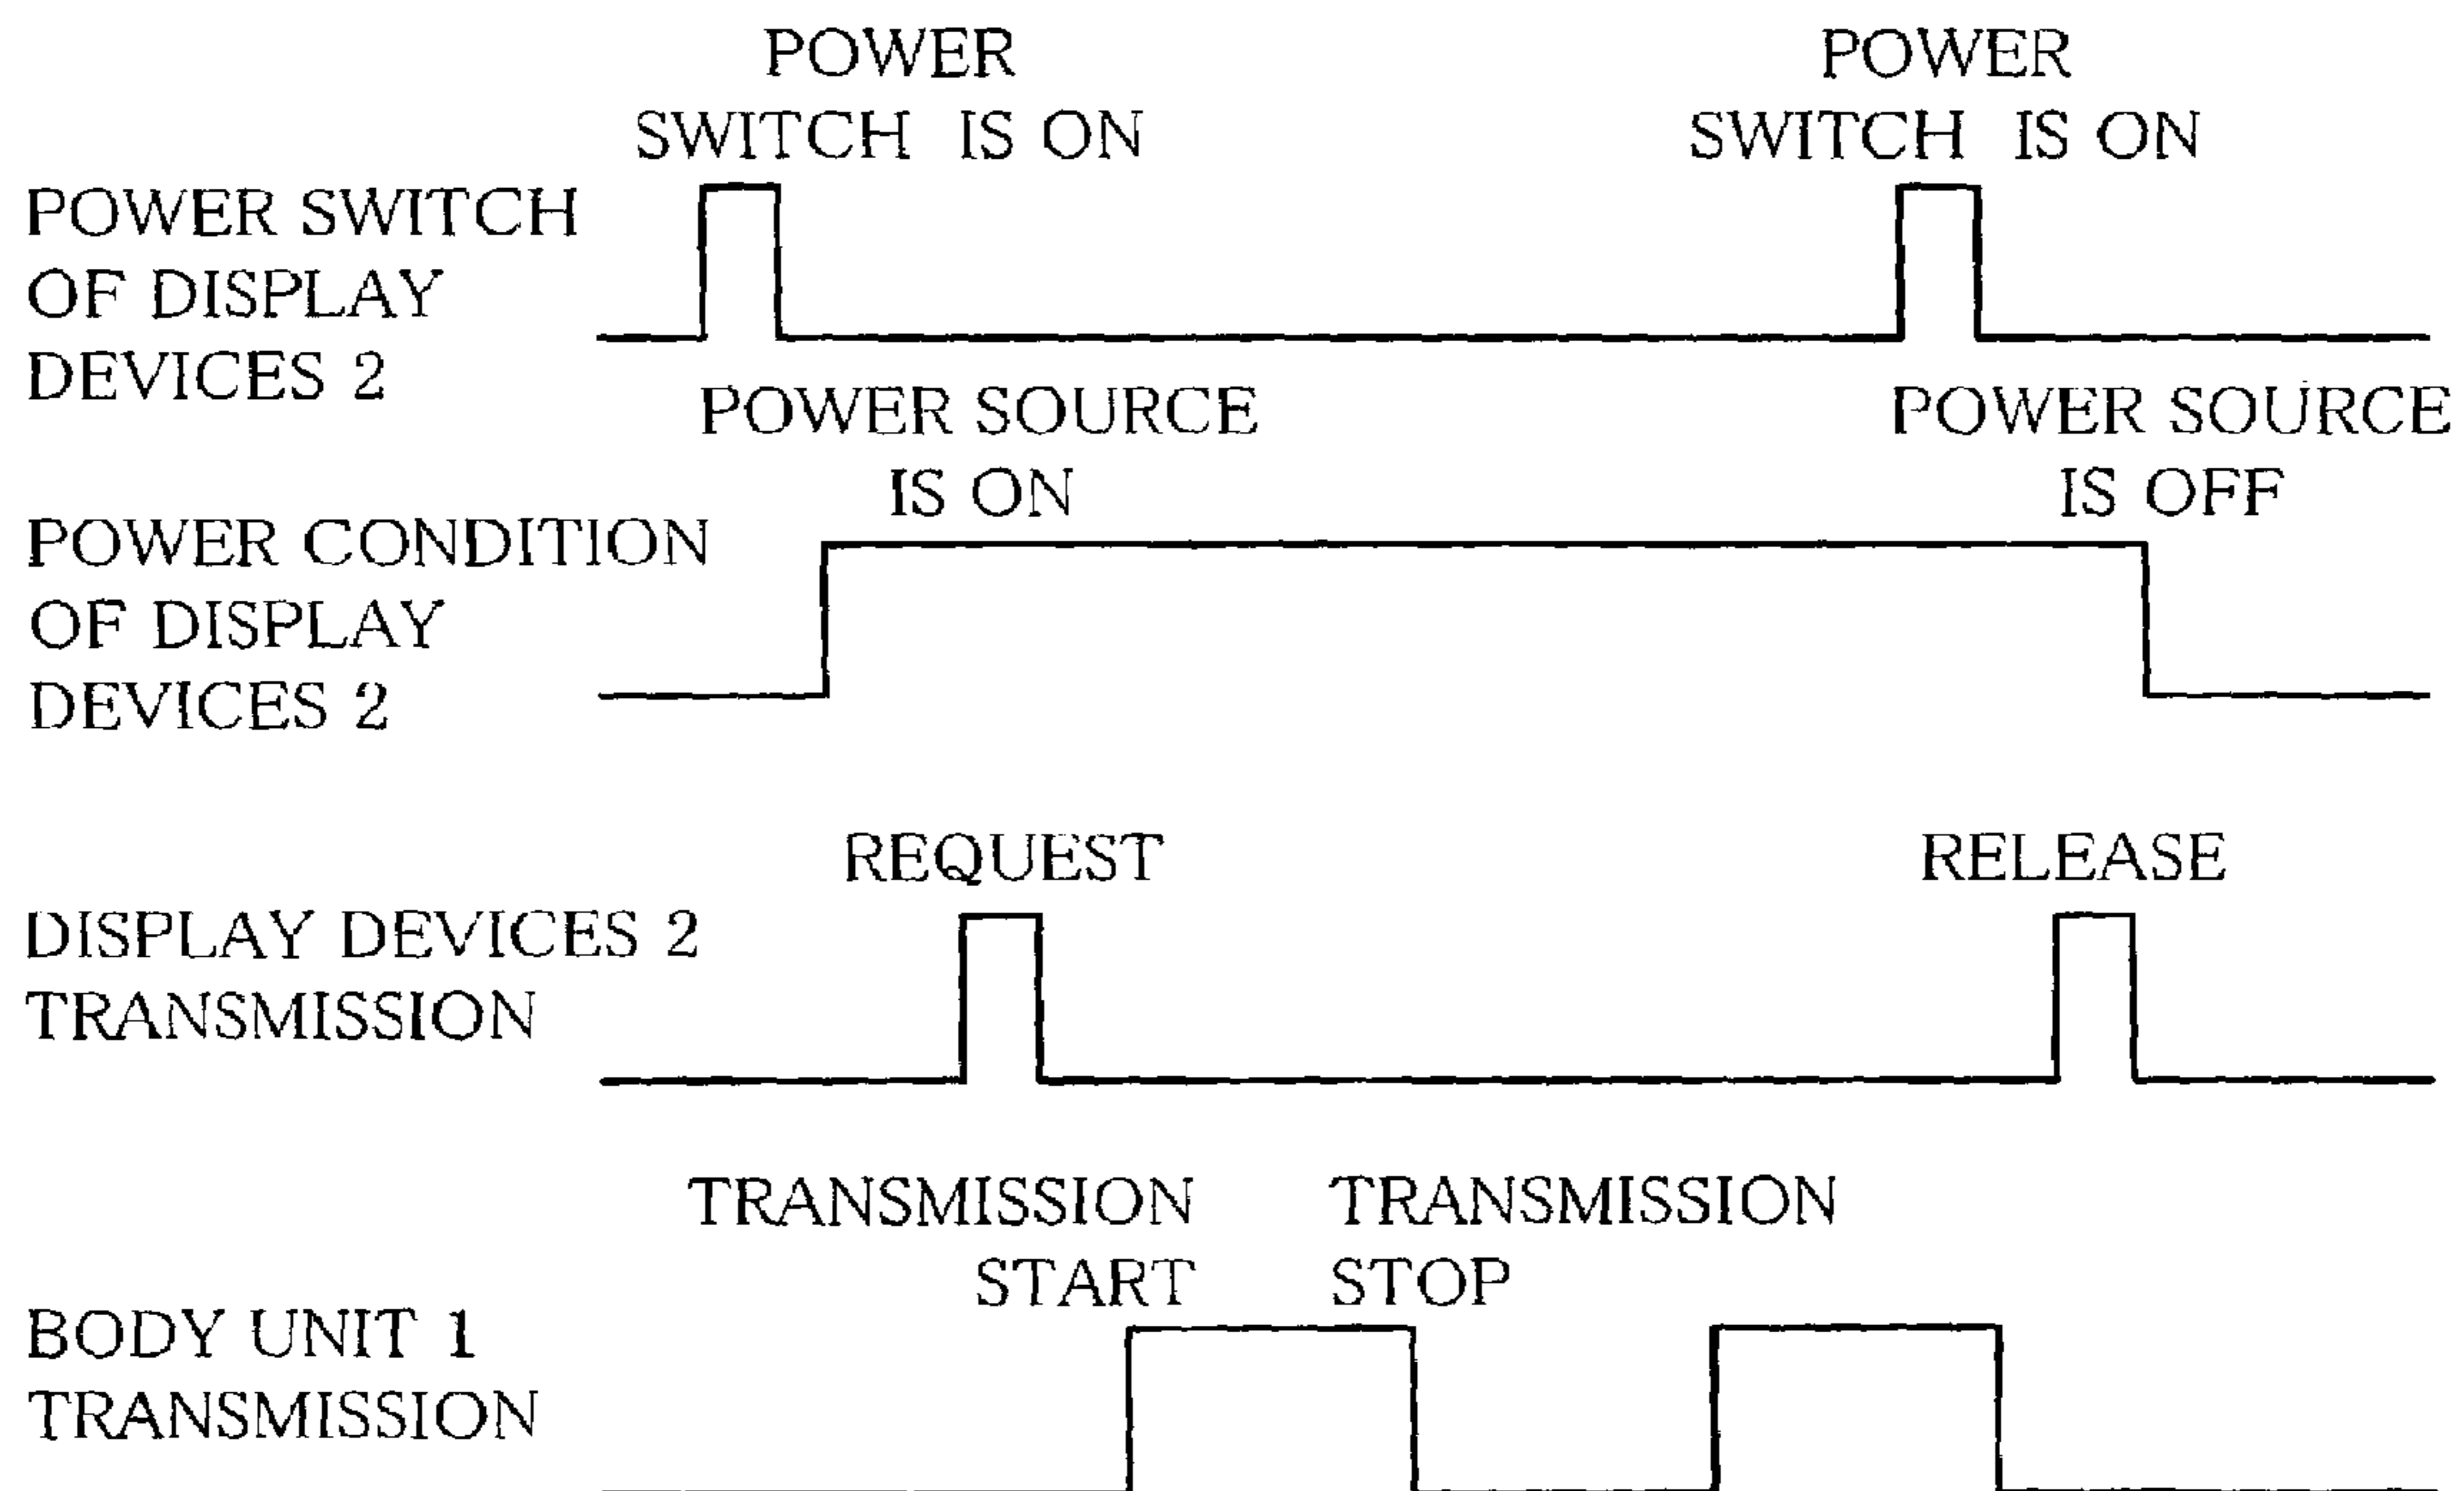 POWER
SWITCH IS ON
POWER
SWITCH IS ON
POWER SWITCH
OF DISPLAY
DEVICES 2
POWER SOURCE
IS ON
POWER SOURCE
IS OFF
POWER CONDITION
OF DISPLAY
DEVICES 2
REQUEST
RELEASE
DISPLAY DEVICES 2
TRANSMISSION
TRANSMISSION
START
TRANSMISSION
STOP
BODY UNIT 1
TRANSMISSION